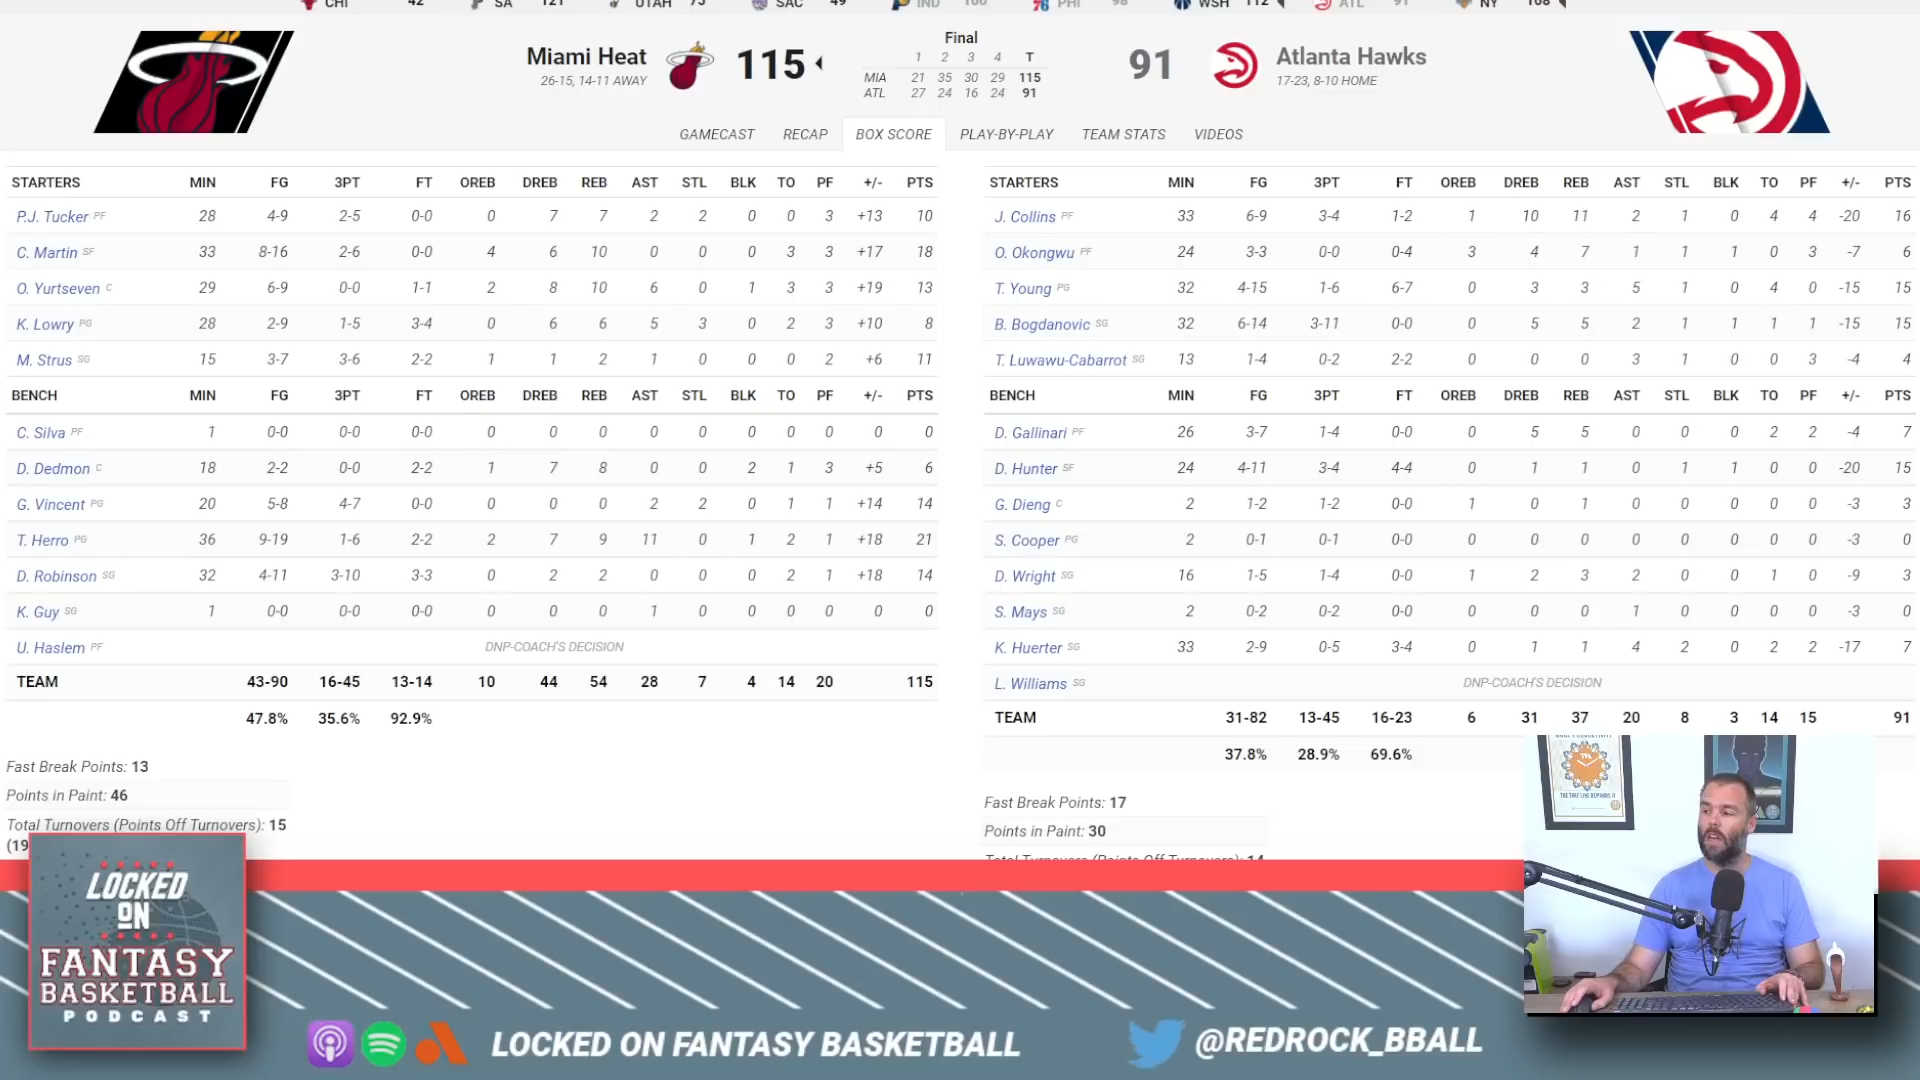 CHI 42 SA 121 UTAH 75 SAC 49 IND 100 PHI 98 WSH 112 ATL 91 NY 108
Final
Miami Heat 115 91 Atlanta Hawks
26-15, 14-11 AWAY
17-23, 8-10 HOME
1 2 3 4 T
MIA 21 35 30 29 115
ATL 27 24 16 24 91
GAMECAST RECAP BOX SCORE PLAY-BY-PLAY TEAM STATS VIDEOS
STARTERS MIN FG 3PT FT OREB DREB REB AST STL BLK TO PF +/- PTS
P.J. Tucker PF 28 4-9 2-5 0-0 0 7 7 2 2 0 0 3 +13 10
C. Martin SF 33 8-16 2-6 0-0 4 6 10 0 0 0 3 3 +17 18
O. Yurtseven C 29 6-9 0-0 1-1 2 8 10 6 0 1 3 3 +19 13
K. Lowry PG 28 2-9 1-5 3-4 0 6 6 5 3 0 2 3 +10 8
M. Strus SG 15 3-7 3-6 2-2 1 1 2 1 0 0 0 2 +6 11
BENCH MIN FG 3PT FT OREB DREB REB AST STL BLK TO PF +/- PTS
C. Silva PF 1 0-0 0-0 0-0 0 0 0 0 0 0 0 0 0 0
D. Dedmon C 18 2-2 0-0 2-2 1 7 8 0 0 2 1 3 +5 6
G. Vincent PG 20 5-8 4-7 0-0 0 0 0 2 2 0 1 1 +14 14
T. Herro PG 36 9-19 1-6 2-2 2 7 9 11 0 1 2 1 +18 21
D. Robinson SG 32 4-11 3-10 3-3 0 2 2 0 0 0 2 1 +18 14
K. Guy SG 1 0-0 0-0 0-0 0 0 0 1 0 0 0 0 0 0
U. Haslem PF DNP-COACH'S DECISION
TEAM 43-90 16-45 13-14 10 44 54 28 7 4 14 20 115
47.8% 35.6% 92.9%
Fast Break Points: 13
Points in Paint: 46
Total Turnovers (Points Off Turnovers): 15
(19
STARTERS MIN FG 3PT FT OREB DREB REB AST STL BLK TO PF +/- PTS
J. Collins PF 33 6-9 3-4 1-2 1 10 11 2 1 0 4 4 -20 16
O. Okongwu PF 24 3-3 0-0 0-4 3 4 7 1 1 1 0 3 -7 6
T. Young PG 32 4-15 1-6 6-7 0 3 3 5 1 0 4 0 -15 15
B. Bogdanovic SG 32 6-14 3-11 0-0 0 5 5 2 1 1 1 1 -15 15
T. Luwawu-Cabarrot SG 13 1-4 0-2 2-2 0 0 0 3 1 0 0 3 -4 4
BENCH MIN FG 3PT FT OREB DREB REB AST STL BLK TO PF +/- PTS
D. Gallinari PF 26 3-7 1-4 0-0 0 5 5 0 0 0 2 2 -4 7
D. Hunter SF 24 4-11 3-4 4-4 0 1 1 0 1 1 0 0 -20 15
G. Dieng C 2 1-2 1-2 0-0 1 0 1 0 0 0 0 0 -3 3
S. Cooper PG 2 0-1 0-1 0-0 0 0 0 0 0 0 0 0 -3 0
D. Wright SG 16 1-5 1-4 0-0 1 2 3 2 0 0 1 0 -9 3
S. Mays SG 2 0-2 0-2 0-0 0 0 0 1 0 0 0 0 -3 0
K. Huerter SG 33 2-9 0-5 3-4 0 1 1 4 2 0 2 2 -17 7
L. Williams SG DNP-COACH'S DECISION
TEAM 31-82 13-45 16-23 6 31 37 20 8 3 14 15 91
37.8% 28.9% 69.6%
Fast Break Points: 17
Points in Paint: 30
Total Turnovers (Points Off Turnovers): 14
LOCKED
ON
FANTASY
BASKETBALL
PODCAST
LOCKED ON FANTASY BASKETBALL
@REDROCK_BBALL